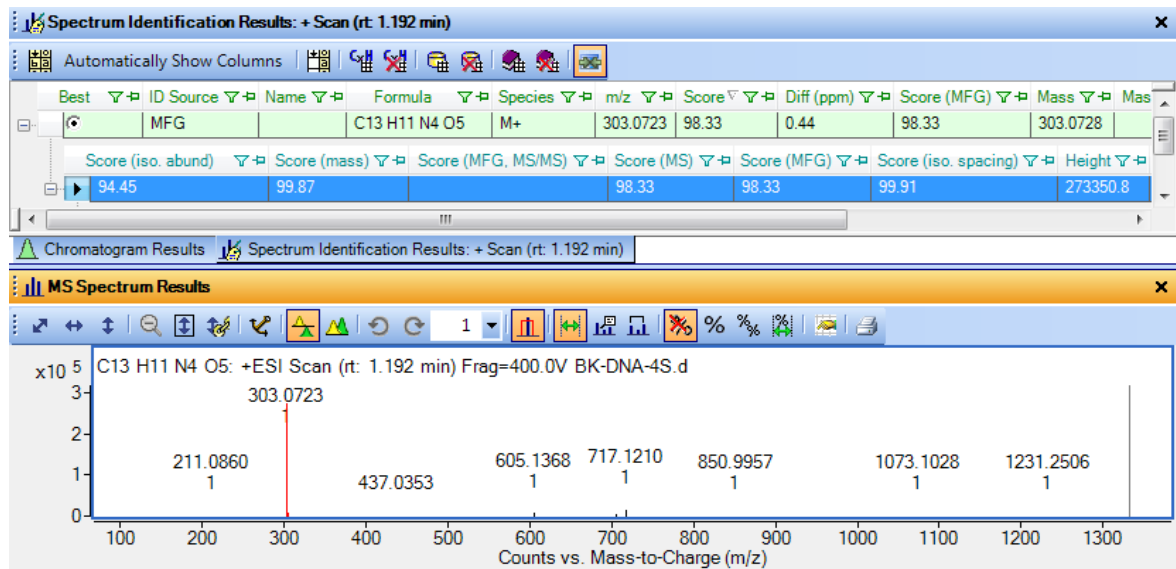 Spectrum Identification Results: + Scan (rt: 1.192 min)
Automatically Show Columns
Best ID Source Name Formula Species m/z Score Diff (ppm) Score (MFG) Mass Mas
MFG C13 H11 N4 O5 M+ 303.0723 98.33 0.44 98.33 303.0728
Score (iso. abund) Score (mass) Score (MFG, MS/MS) Score (MS) Score (MFG) Score (iso. spacing) Height
94.45 99.87 98.33 98.33 99.91 273350.8
Chromatogram Results Spectrum Identification Results: + Scan (rt: 1.192 min)
MS Spectrum Results
1 % %
x10 5 C13 H11 N4 O5: +ESI Scan (rt: 1.192 min) Frag=400.0V BK-DNA-4S.d
3
303.0723
1
2
211.0860 605.1368 717.1210 850.9957 1073.1028 1231.2506
1 1 437.0353 1 1 1 1 1
0
100 200 300 400 500 600 700 800 900 1000 1100 1200 1300
Counts vs. Mass-to-Charge (m/z)